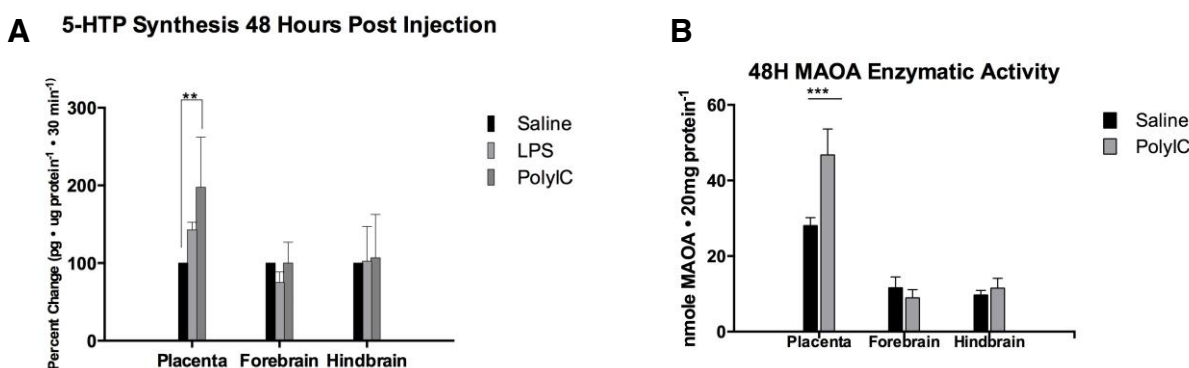 A
5-HTP Synthesis 48 Hours Post Injection
Percent Change (pg • ug protein⁻¹ • 30 min⁻¹)
300
200
100
0
**
Placenta Forebrain Hindbrain
Saline
LPS
PolyIC
B
48H MAOA Enzymatic Activity
nmole MAOA • 20mg protein⁻¹
60
40
20
0
***
Placenta Forebrain Hindbrain
Saline
PolyIC